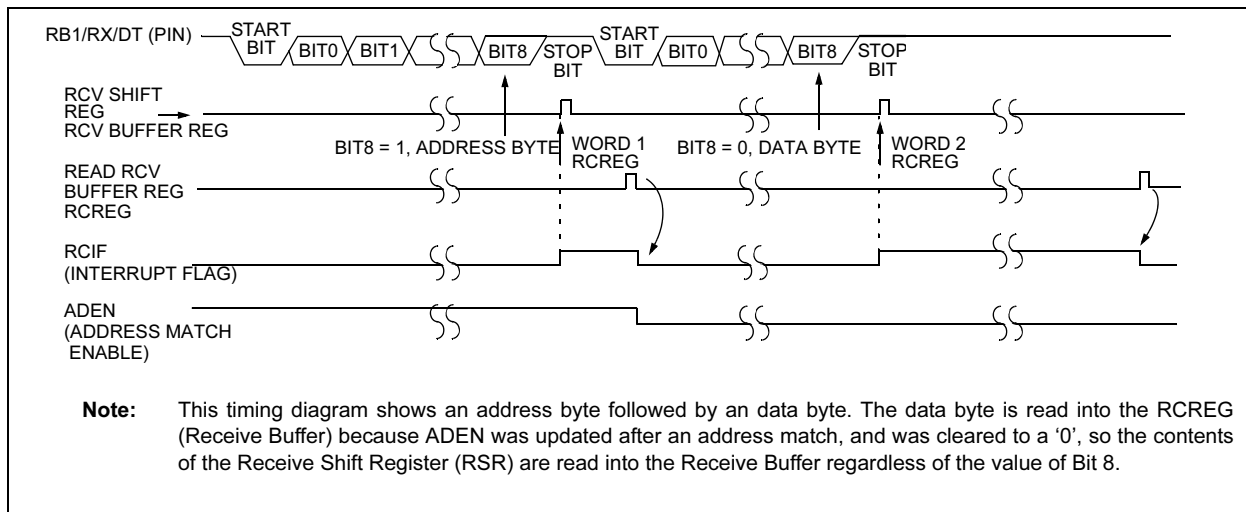 RB1/RX/DT (PIN)
START
BIT
BIT0
BIT1
BIT8
STOP
BIT
START
BIT
BIT0
BIT8
STOP
BIT
RCV SHIFT
REG
RCV BUFFER REG
BIT8 = 1, ADDRESS BYTE
WORD 1
RCREG
BIT8 = 0, DATA BYTE
WORD 2
RCREG
READ RCV
BUFFER REG
RCREG
RCIF
(INTERRUPT FLAG)
ADEN
(ADDRESS MATCH
ENABLE)
Note: This timing diagram shows an address byte followed by an data byte. The data byte is read into the RCREG
(Receive Buffer) because ADEN was updated after an address match, and was cleared to a ‘0’, so the contents
of the Receive Shift Register (RSR) are read into the Receive Buffer regardless of the value of Bit 8.